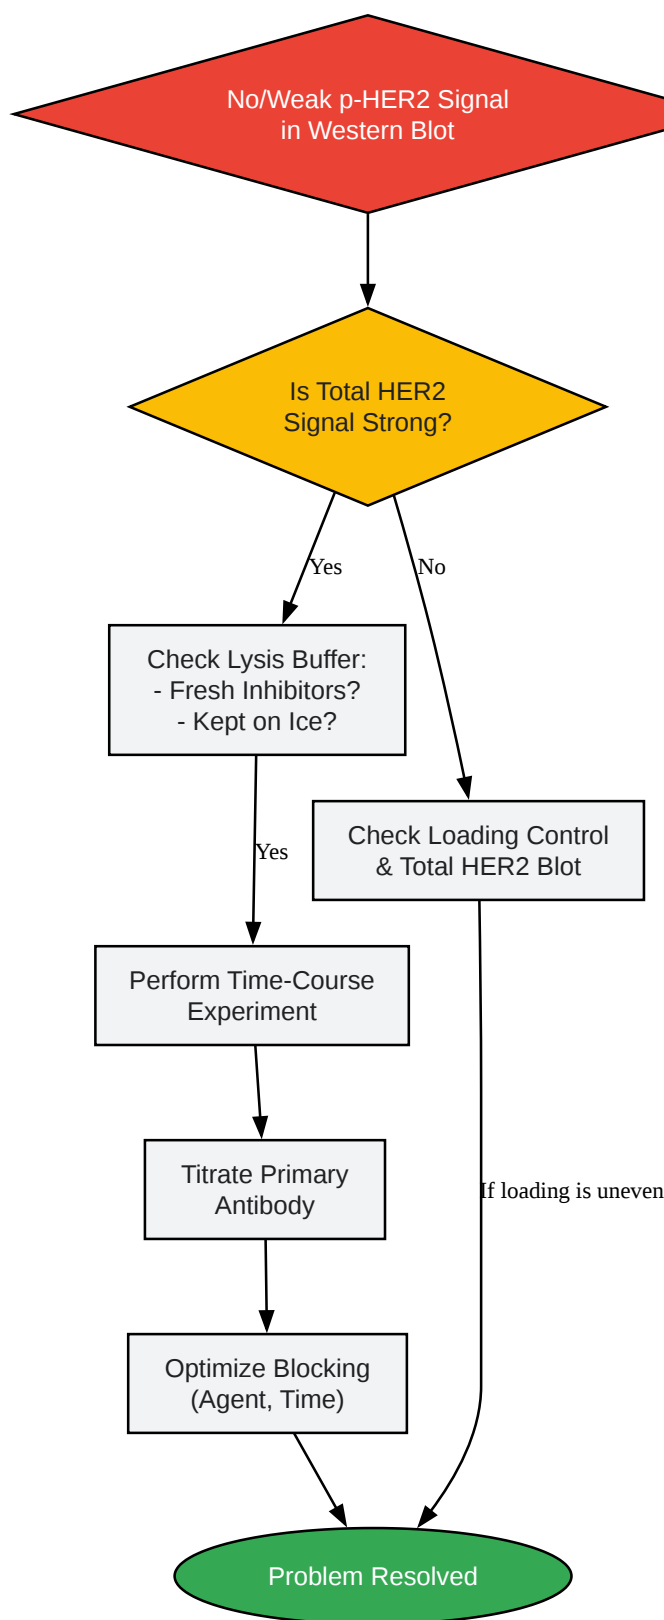 No/Weak p-HER2 Signal
in Western Blot
Is Total HER2
Signal Strong?
Yes
No
Check Lysis Buffer:
- Fresh Inhibitors?
- Kept on Ice?
Check Loading Control
& Total HER2 Blot
Yes
Perform Time-Course
Experiment
Titrate Primary
Antibody
If loading is uneven
Optimize Blocking
(Agent, Time)
Problem Resolved